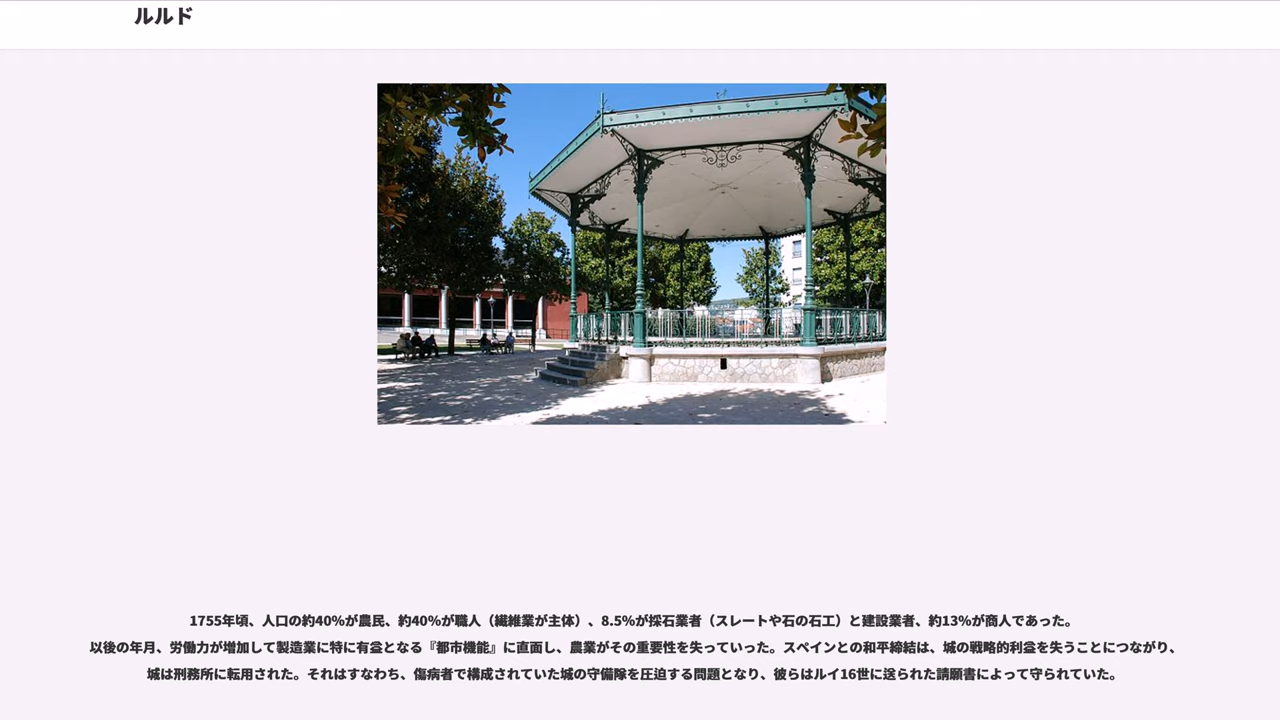 ルルド
1755年頃、人口の約40%が農民、約40%が職人（繊維業が主体）、8.5%が採石業者（スレートや石の石工）と建設業者、約13%が商人であった。
以後の年月、労働力が増加して製造業に特に有益となる『都市機能』に直面し、農業がその重要性を失っていった。スペインとの和平締結は、城の戦略的利益を失うことにつながり、
城は刑務所に転用された。それはすなわち、傷病者で構成されていた城の守備隊を圧迫する問題となり、彼らはルイ16世に送られた請願書によって守られていた。